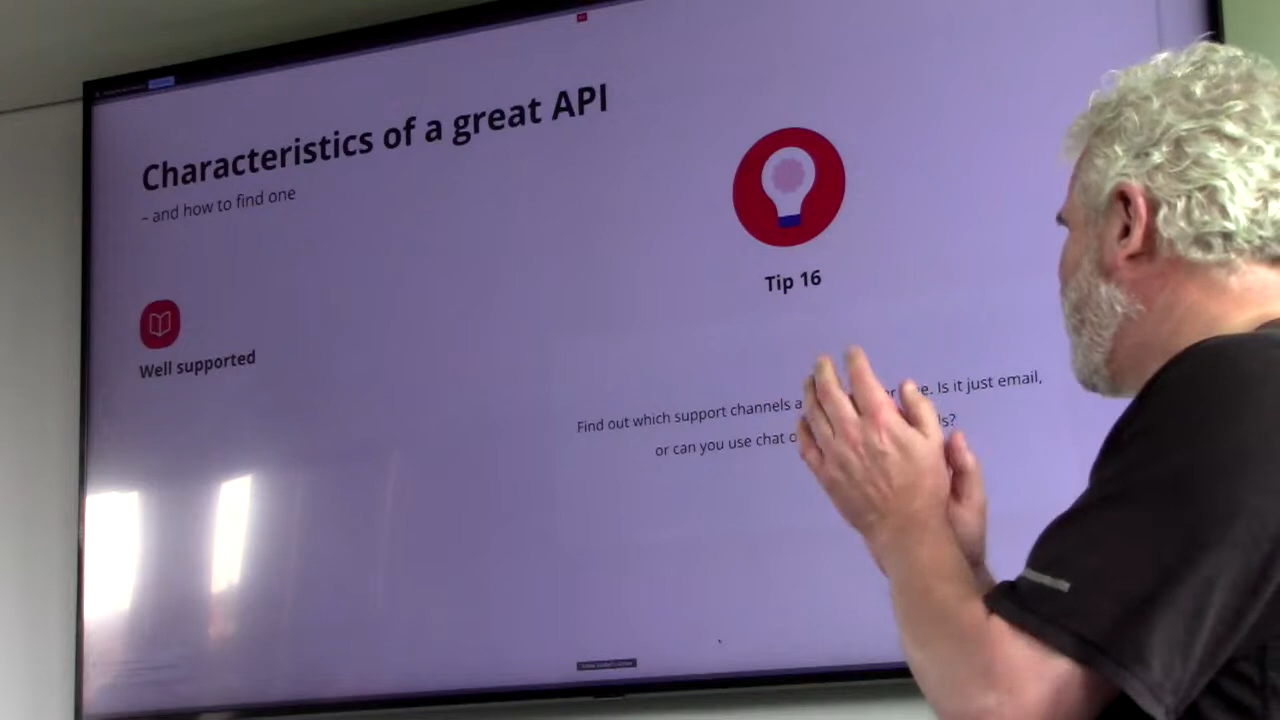 Characteristics of a great API
– and how to find one
Tip 16
Well supported
Find out which support channels Is it just email,
or can you use chat